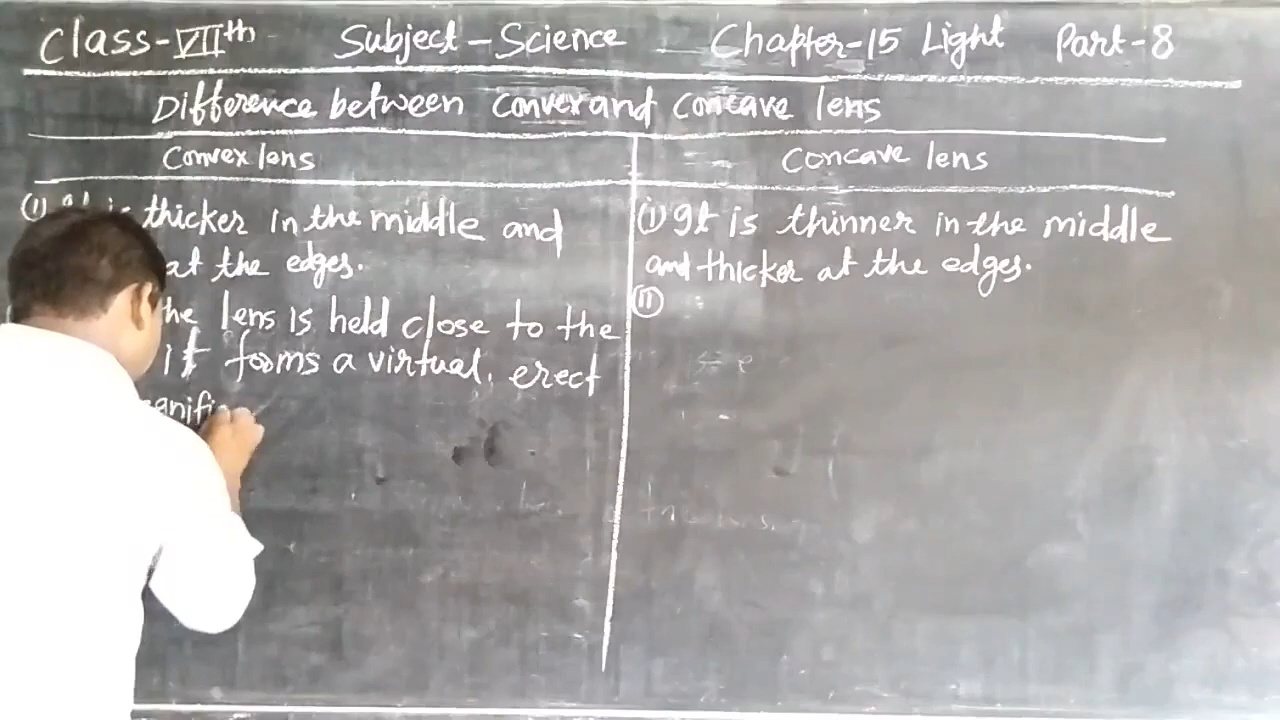 Class-VIIth Subject-Science Chapter-15 Light Part-8
Difference between convex and concave lens
Convex lens
Concave lens
(i) It is thicker in the middle and
at the edges.
the lens is held close to the
it forms a virtual, erect
(i) It is thinner in the middle
and thicker at the edges.
(ii)